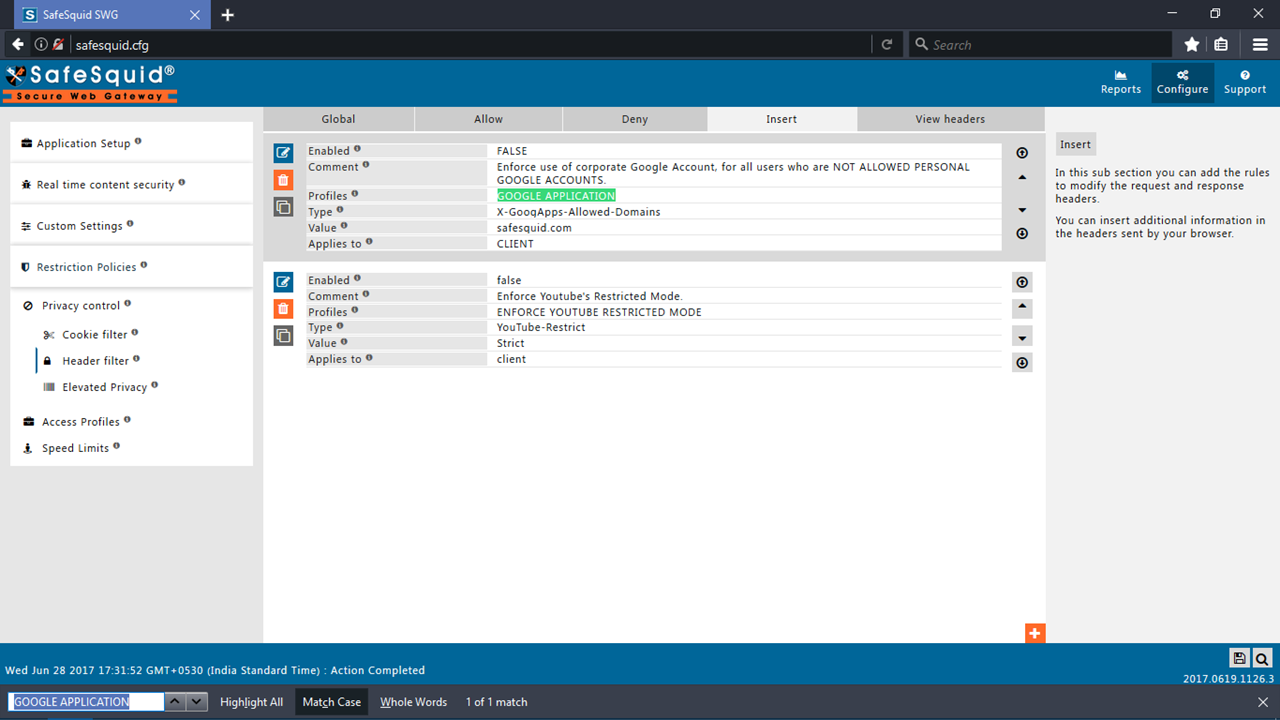 SafeSquid SWG
safesquid.cfg
Search
SafeSquid®
Secure Web Gateway
Reports
Configure
Support
Application Setup
Real time content security
Custom Settings
Restriction Policies
Privacy control
Cookie filter
Header filter
Elevated Privacy
Access Profiles
Speed Limits
Global
Allow
Deny
Insert
View headers
Enabled FALSE
Comment Enforce use of corporate Google Account, for all users who are NOT ALLOWED PERSONAL
GOOGLE ACCOUNTS.
Profiles GOOGLE APPLICATION
Type X-GoogApps-Allowed-Domains
Value safesquid.com
Applies to CLIENT
Enabled false
Comment Enforce Youtube's Restricted Mode.
Profiles ENFORCE YOUTUBE RESTRICTED MODE
Type YouTube-Restrict
Value Strict
Applies to client
Insert
In this sub section you can add the rules
to modify the request and response
headers.
You can insert additional information in
the headers sent by your browser.
Wed Jun 28 2017 17:31:52 GMT+0530 (India Standard Time) : Action Completed
2017.0619.1126.3
GOOGLE APPLICATION
Highlight All
Match Case
Whole Words
1 of 1 match